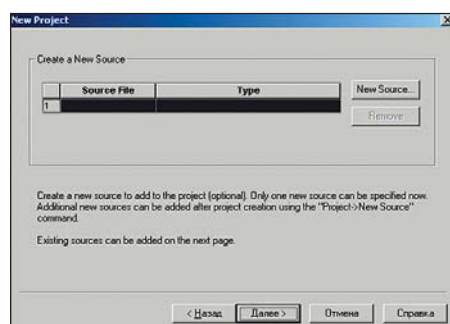 New Project
Create a New Source
Source File Type
New Source...
1
Remove
Create a new source to add to the project (optional). Only one new source can be specified now.
Additional new sources can be added after project creation using the "Project->New Source"
command.
Existing sources can be added on the next page.
< Назад Далее > Отмена Справка